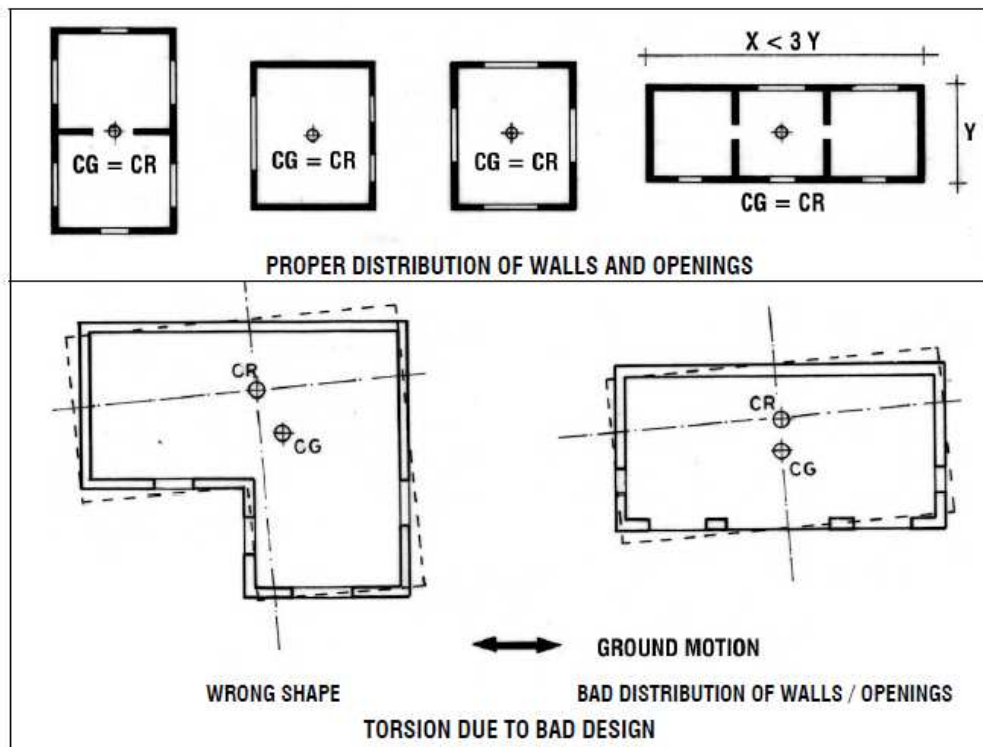 X < 3 Y
Y
CG = CR
CG = CR
CG = CR
CG = CR
PROPER DISTRIBUTION OF WALLS AND OPENINGS
CR
CG
CR
CG
GROUND MOTION
WRONG SHAPE
BAD DISTRIBUTION OF WALLS / OPENINGS
TORSION DUE TO BAD DESIGN